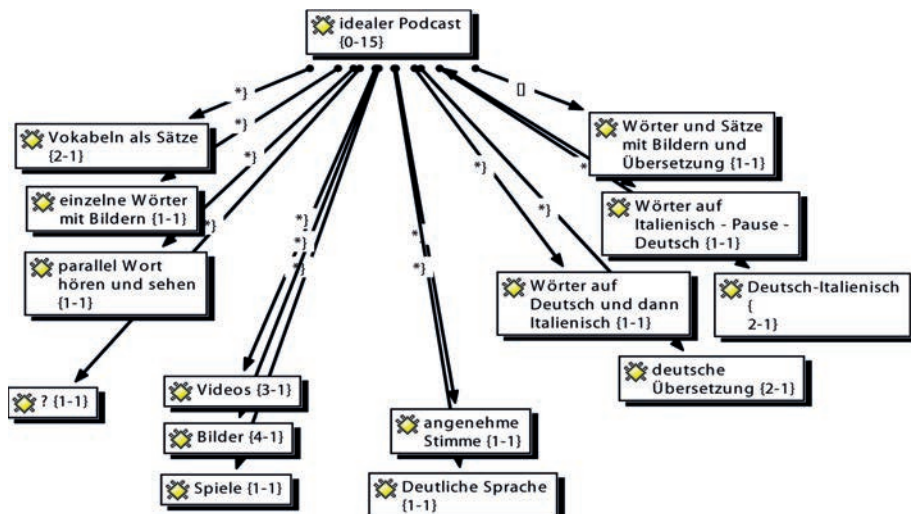 idealer Podcast
{0-15}
*}
[]
Vokabeln als Sätze
{2-1}
*}
Wörter und Sätze
mit Bildern und
Übersetzung {1-1}
*}
*}
*
einzelne Wörter
mit Bildern {1-1}
Wörter auf
Italienisch - Pause -
Deutsch {1-1}
*}
*}
*}
*}
*}
*}
*}
parallel Wort
hören und sehen
{1-1}
Wörter auf
Deutsch und dann
Italienisch {1-1}
Deutsch-Italienisch
{
2-1}
deutsche
Übersetzung {2-1}
? {1-1}
Videos {3-1}
angenehme
Stimme {1-1}
Bilder {4-1}
Spiele {1-1}
Deutliche Sprache
{1-1}